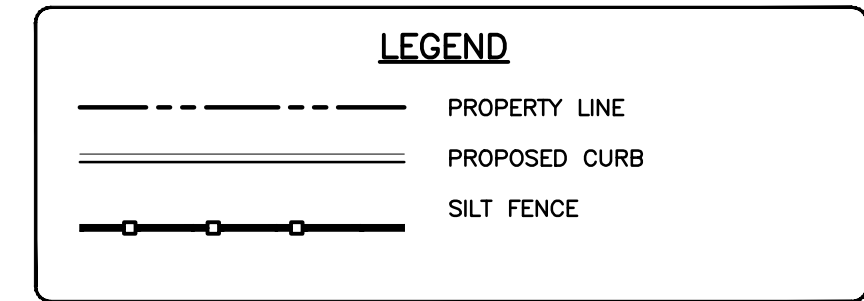 LEGEND
PROPERTY LINE
PROPOSED CURB
SILT FENCE